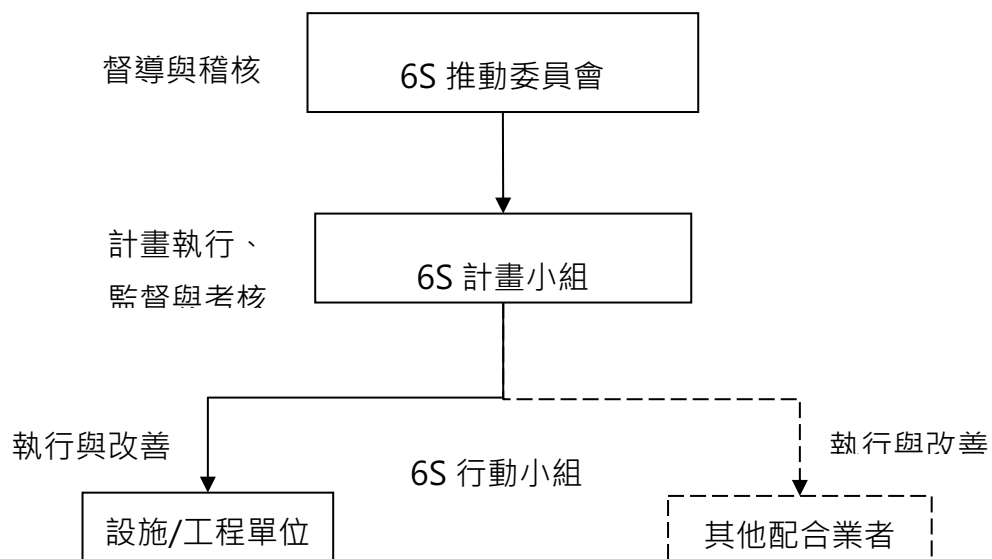 督導與稽核
6S 推動委員會
計畫執行、
監督與考核
6S 計畫小組
執行與改善
執行與改善
6S 行動小組
設施/工程單位
其他配合業者